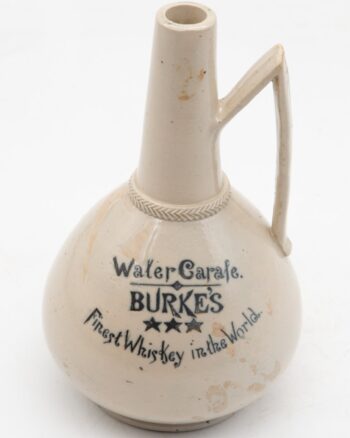 Water Carafe.
BURKE'S
★★★
Finest Whiskey in the World.